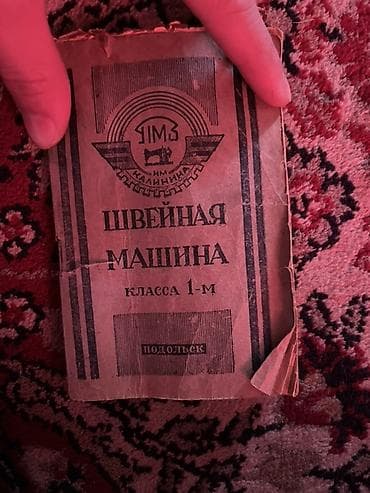 ПМЗ
ИМ.
КАЛИНИНА
ШВЕЙНАЯ
МАШИНА
КЛАССА 1-М
ПОДОЛЬСК